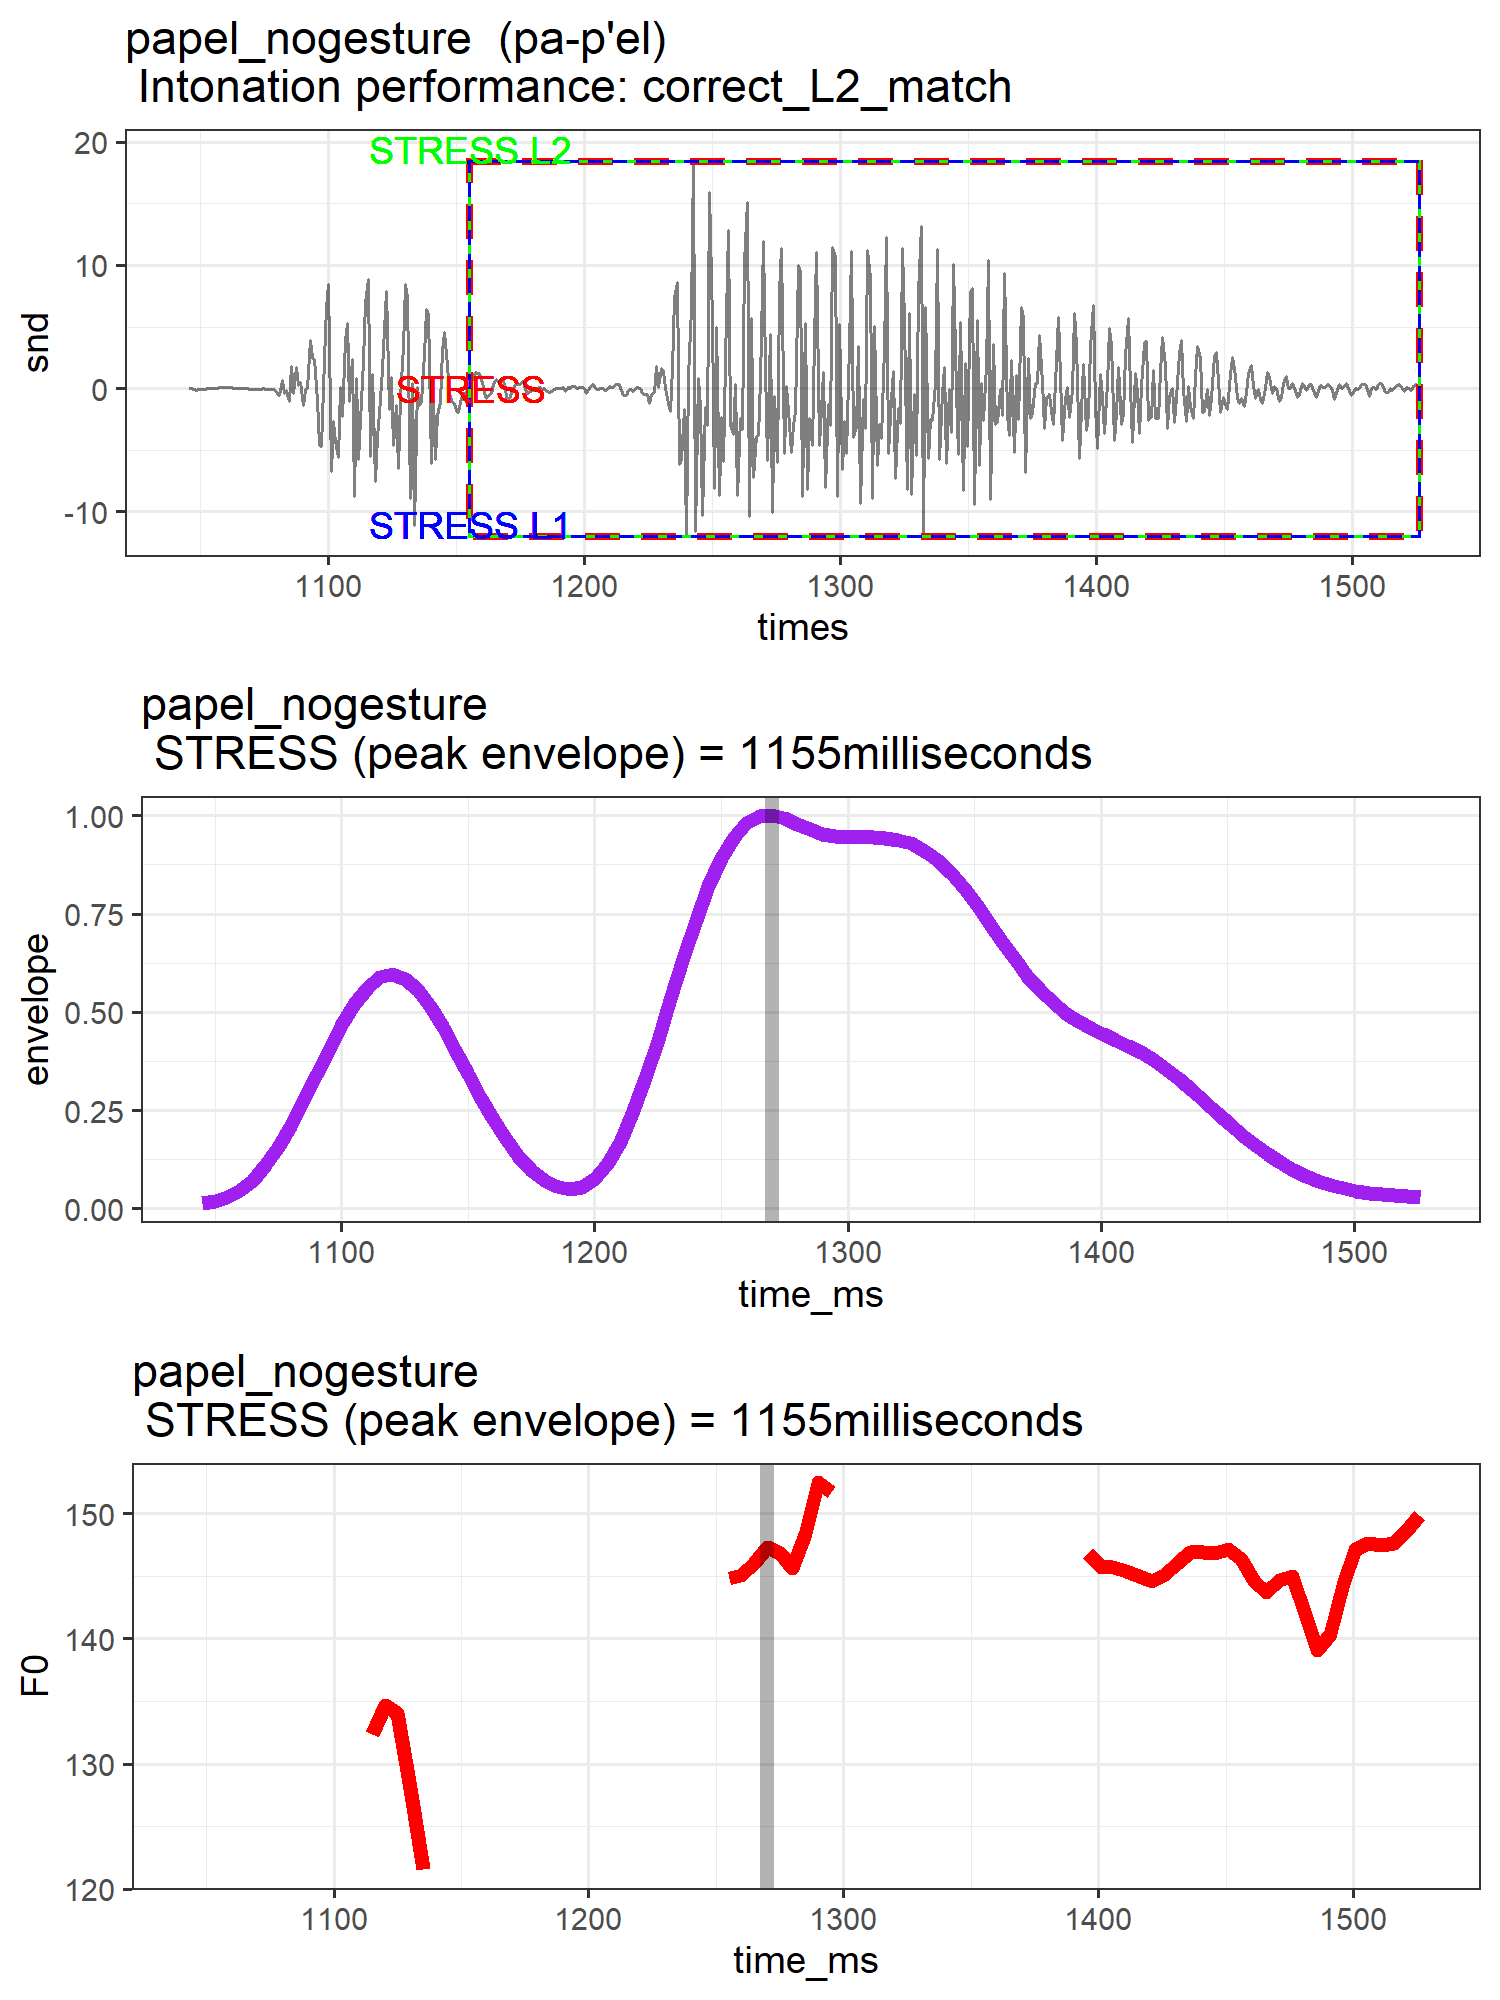 papel_nogesture  (pa-p'el)
Intonation performance: correct_L2_match
20
10
0
-10
snd
STRESS L2
STRESS
STRESS L1
1100 1200 1300 1400 1500
times
papel_nogesture
STRESS (peak envelope) = 1155milliseconds
1.00
0.75
0.50
0.25
0.00
envelope
1100 1200 1300 1400 1500
time_ms
papel_nogesture
STRESS (peak envelope) = 1155milliseconds
150
140
130
120
F0
1100 1200 1300 1400 1500
time_ms